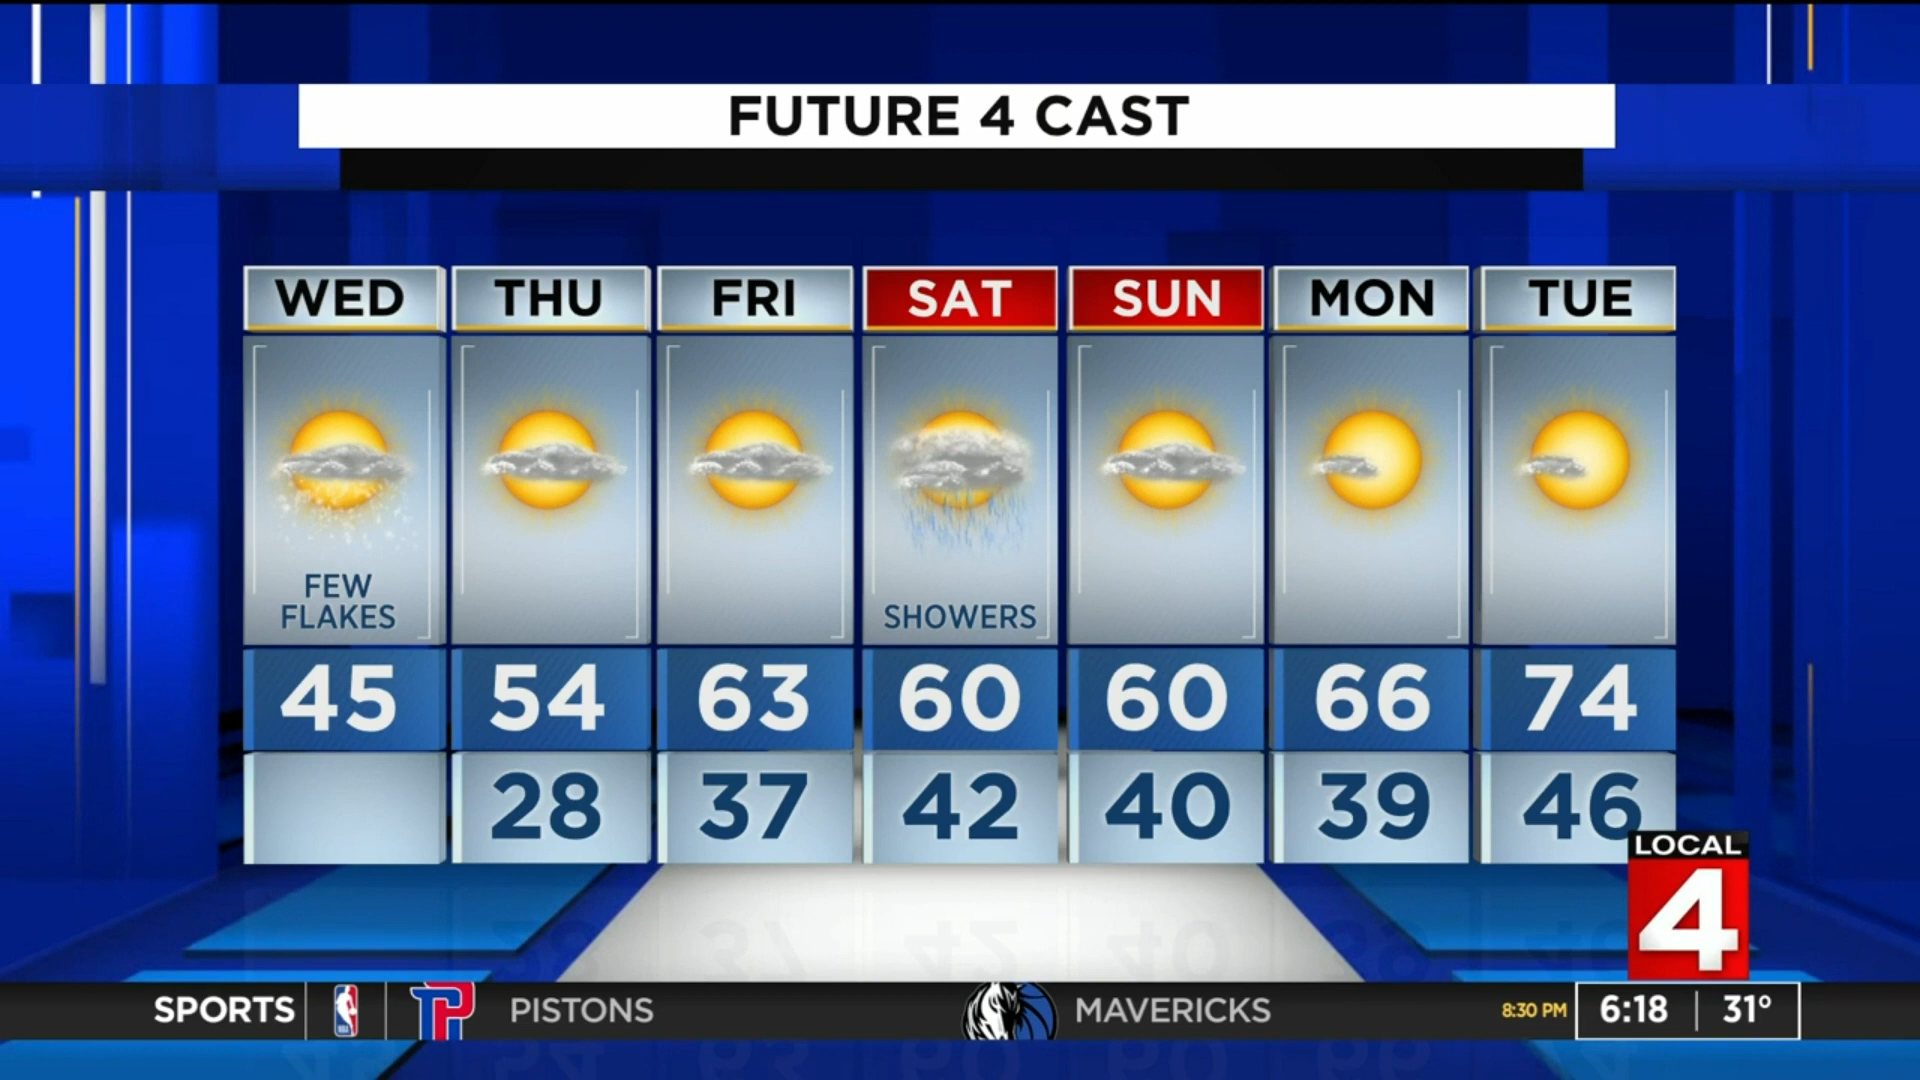 FUTURE 4 CAST
WED THU FRI SAT SUN MON TUE
FEW
FLAKES SHOWERS
45 54 63 60 60 66 74
28 37 42 40 39 46
LOCAL
4
SPORTS NBA P PISTONS MAVERICKS 8:30 PM 6:18 31°